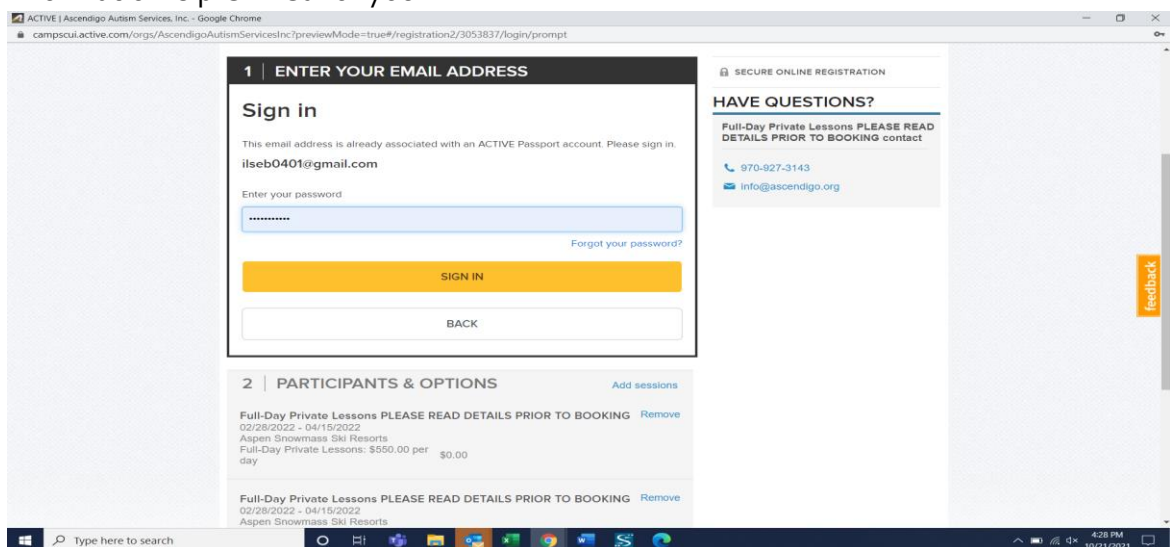 ACTIVE | Ascendigo Autism Services, Inc. - Google Chrome
campscui.active.com/orgs/AscendigoAutismServicesInc?previewMode=true#/registration2/3053837/login/prompt
1 | ENTER YOUR EMAIL ADDRESS
Sign in
This email address is already associated with an ACTIVE Passport account. Please sign in.
ilseb0401@gmail.com
Enter your password
Forgot your password?
SIGN IN
BACK
2 | PARTICIPANTS & OPTIONS
Add sessions
Full-Day Private Lessons PLEASE READ DETAILS PRIOR TO BOOKING Remove
02/28/2022 - 04/15/2022
Aspen Snowmass Ski Resorts
Full-Day Private Lessons: $550.00 per day
$0.00
Full-Day Private Lessons PLEASE READ DETAILS PRIOR TO BOOKING Remove
02/28/2022 - 04/15/2022
Aspen Snowmass Ski Resorts
SECURE ONLINE REGISTRATION
HAVE QUESTIONS?
Full-Day Private Lessons PLEASE READ
DETAILS PRIOR TO BOOKING contact
970-927-3143
info@ascendigo.org
feedback
Type here to search
4:28 PM
10/21/2021